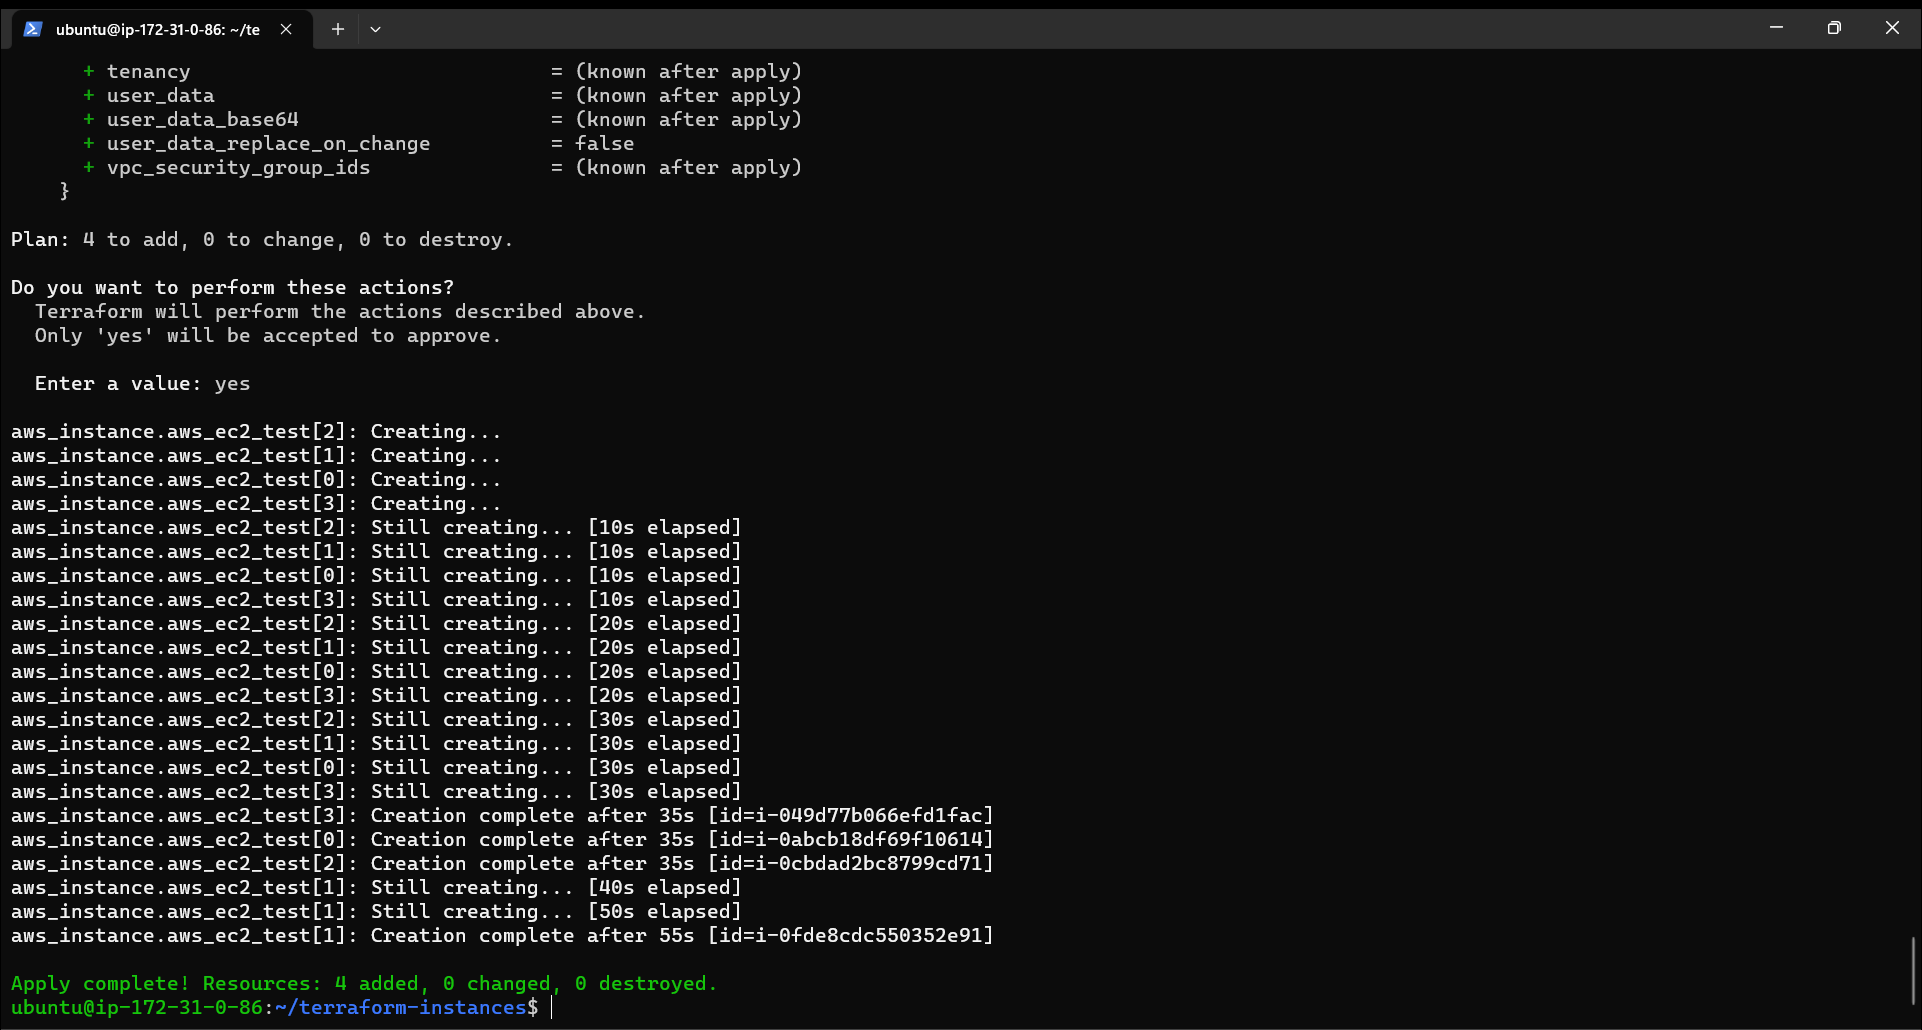 ubuntu@ip-172-31-0-86: ~/te
+ tenancy = (known after apply)
+ user_data = (known after apply)
+ user_data_base64 = (known after apply)
+ user_data_replace_on_change = false
+ vpc_security_group_ids = (known after apply)
}
Plan: 4 to add, 0 to change, 0 to destroy.
Do you want to perform these actions?
Terraform will perform the actions described above.
Only 'yes' will be accepted to approve.
Enter a value: yes
aws_instance.aws_ec2_test[2]: Creating...
aws_instance.aws_ec2_test[1]: Creating...
aws_instance.aws_ec2_test[0]: Creating...
aws_instance.aws_ec2_test[3]: Creating...
aws_instance.aws_ec2_test[2]: Still creating... [10s elapsed]
aws_instance.aws_ec2_test[1]: Still creating... [10s elapsed]
aws_instance.aws_ec2_test[0]: Still creating... [10s elapsed]
aws_instance.aws_ec2_test[3]: Still creating... [10s elapsed]
aws_instance.aws_ec2_test[2]: Still creating... [20s elapsed]
aws_instance.aws_ec2_test[1]: Still creating... [20s elapsed]
aws_instance.aws_ec2_test[0]: Still creating... [20s elapsed]
aws_instance.aws_ec2_test[3]: Still creating... [20s elapsed]
aws_instance.aws_ec2_test[2]: Still creating... [30s elapsed]
aws_instance.aws_ec2_test[1]: Still creating... [30s elapsed]
aws_instance.aws_ec2_test[0]: Still creating... [30s elapsed]
aws_instance.aws_ec2_test[3]: Still creating... [30s elapsed]
aws_instance.aws_ec2_test[3]: Creation complete after 35s [id=i-049d77b066efd1fac]
aws_instance.aws_ec2_test[0]: Creation complete after 35s [id=i-0abcb18df69f10614]
aws_instance.aws_ec2_test[2]: Creation complete after 35s [id=i-0cbdad2bc8799cd71]
aws_instance.aws_ec2_test[1]: Still creating... [40s elapsed]
aws_instance.aws_ec2_test[1]: Still creating... [50s elapsed]
aws_instance.aws_ec2_test[1]: Creation complete after 55s [id=i-0fde8cdc550352e91]
Apply complete! Resources: 4 added, 0 changed, 0 destroyed.
ubuntu@ip-172-31-0-86:~/terraform-instances$